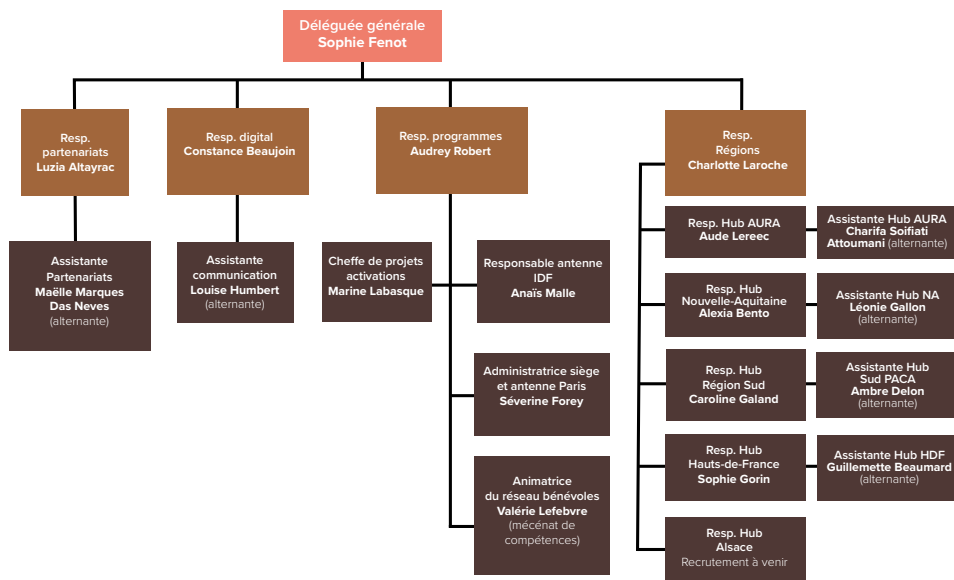 Déléguée générale
Sophie Fenot
Resp.
partenariats
Luzia Altayrac
Resp. digital
Constance Beaujoin
Resp. programmes
Audrey Robert
Resp.
Régions
Charlotte Laroche
Assistante
Partenariats
Maëlle Marques
Das Neves
(alternante)
Assistante
communication
Louise Humbert
(alternante)
Cheffe de projets
activations
Marine Labasque
Responsable antenne
IDF
Anaïs Malle
Administratrice siège
et antenne Paris
Séverine Forey
Animatrice
du réseau bénévoles
Valérie Lefebvre
(mécénat de
compétences)
Resp. Hub AURA
Aude Lereec
Assistante Hub AURA
Charifa Soifiati
Attoumani (alternante)
Resp. Hub
Nouvelle-Aquitaine
Alexia Bento
Assistante Hub NA
Léonie Gallon
(alternante)
Resp. Hub
Région Sud
Caroline Galand
Assistante Hub
Sud PACA
Ambre Delon
(alternante)
Resp. Hub
Hauts-de-France
Sophie Gorin
Assistante Hub HDF
Guillemette Beaumard
(alternante)
Resp. Hub
Alsace
Recrutement à venir